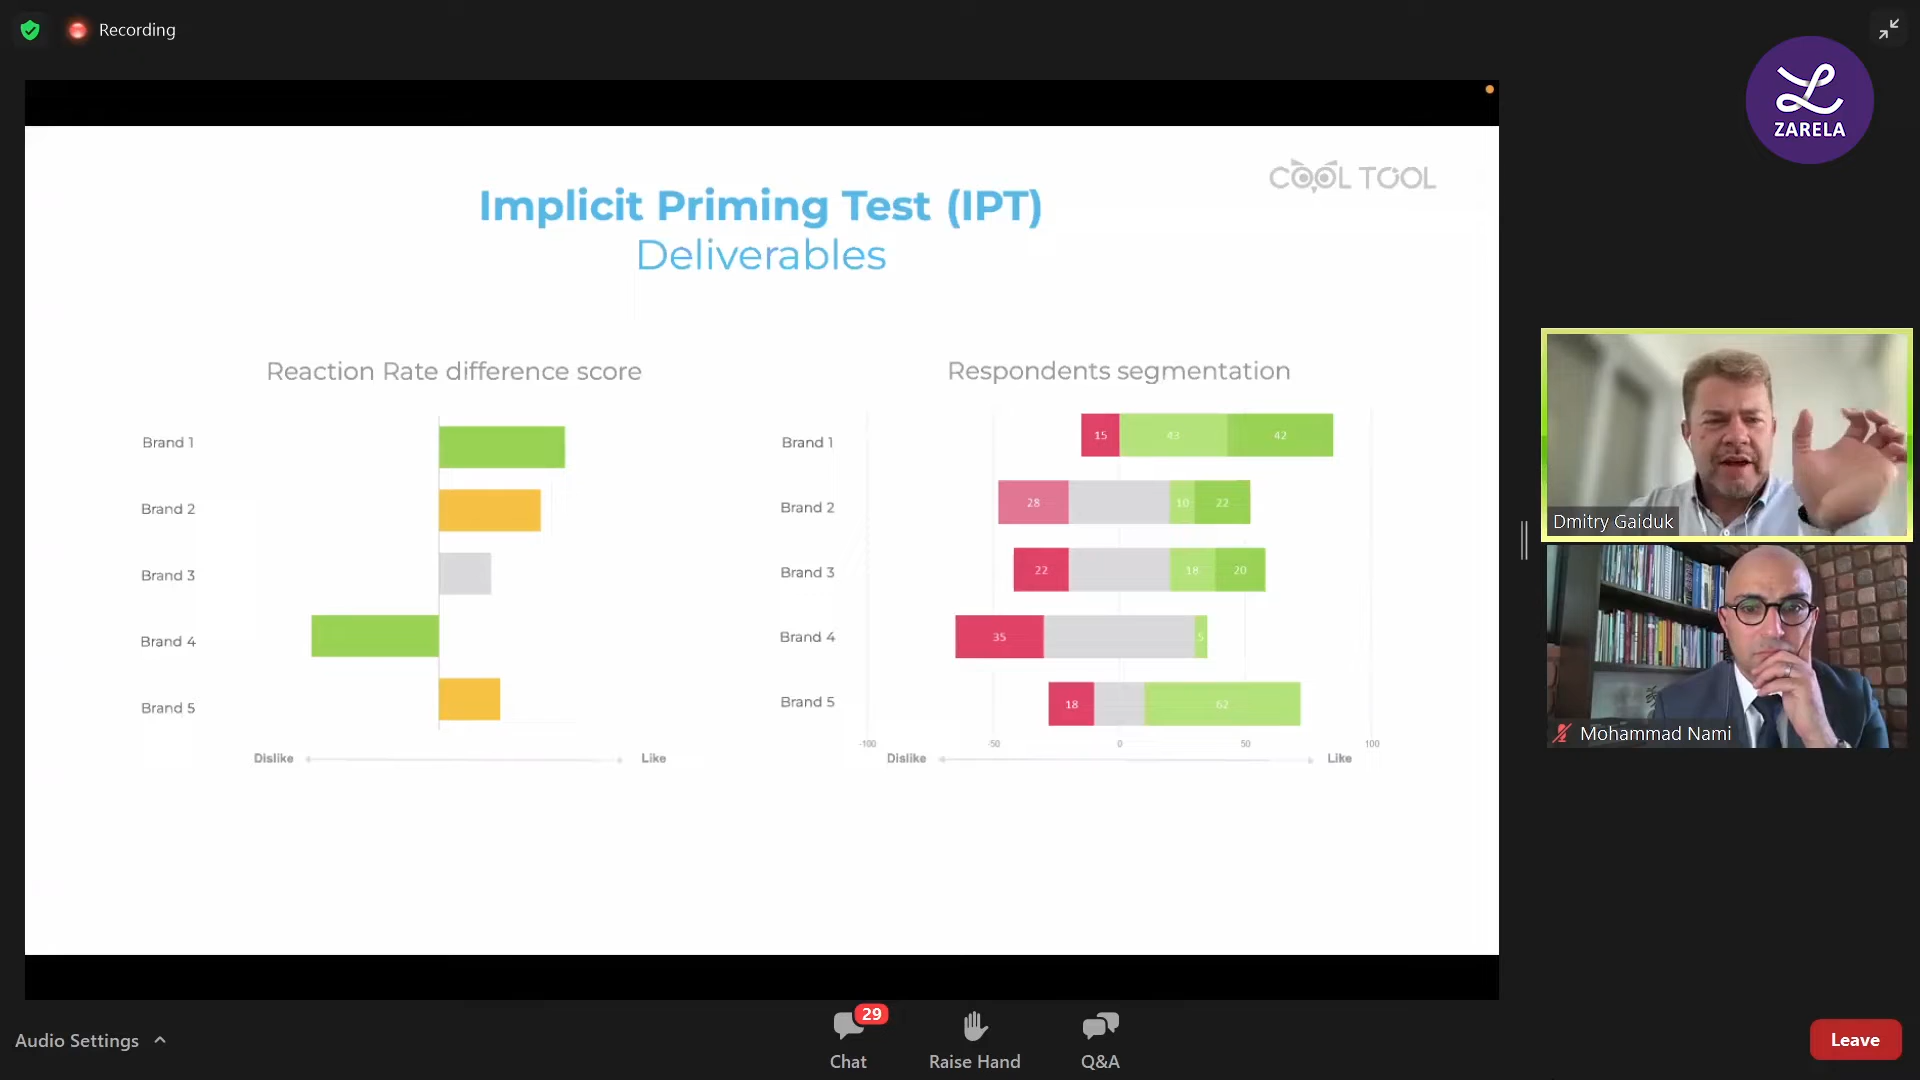 Recording
ZARELA
COOL TOOL
Implicit Priming Test (IPT)
Deliverables
Reaction Rate difference score
Brand 1
Brand 2
Brand 3
Brand 4
Brand 5
Dislike
Like
Respondents segmentation
Brand 1
15
43
42
Brand 2
28
10
22
Brand 3
22
18
20
Brand 4
35
5
Brand 5
18
62
-100
-50
0
50
100
Dislike
Like
Dmitry Gaiduk
Mohammad Nami
Audio Settings
29
Chat
Raise Hand
Q&A
Leave